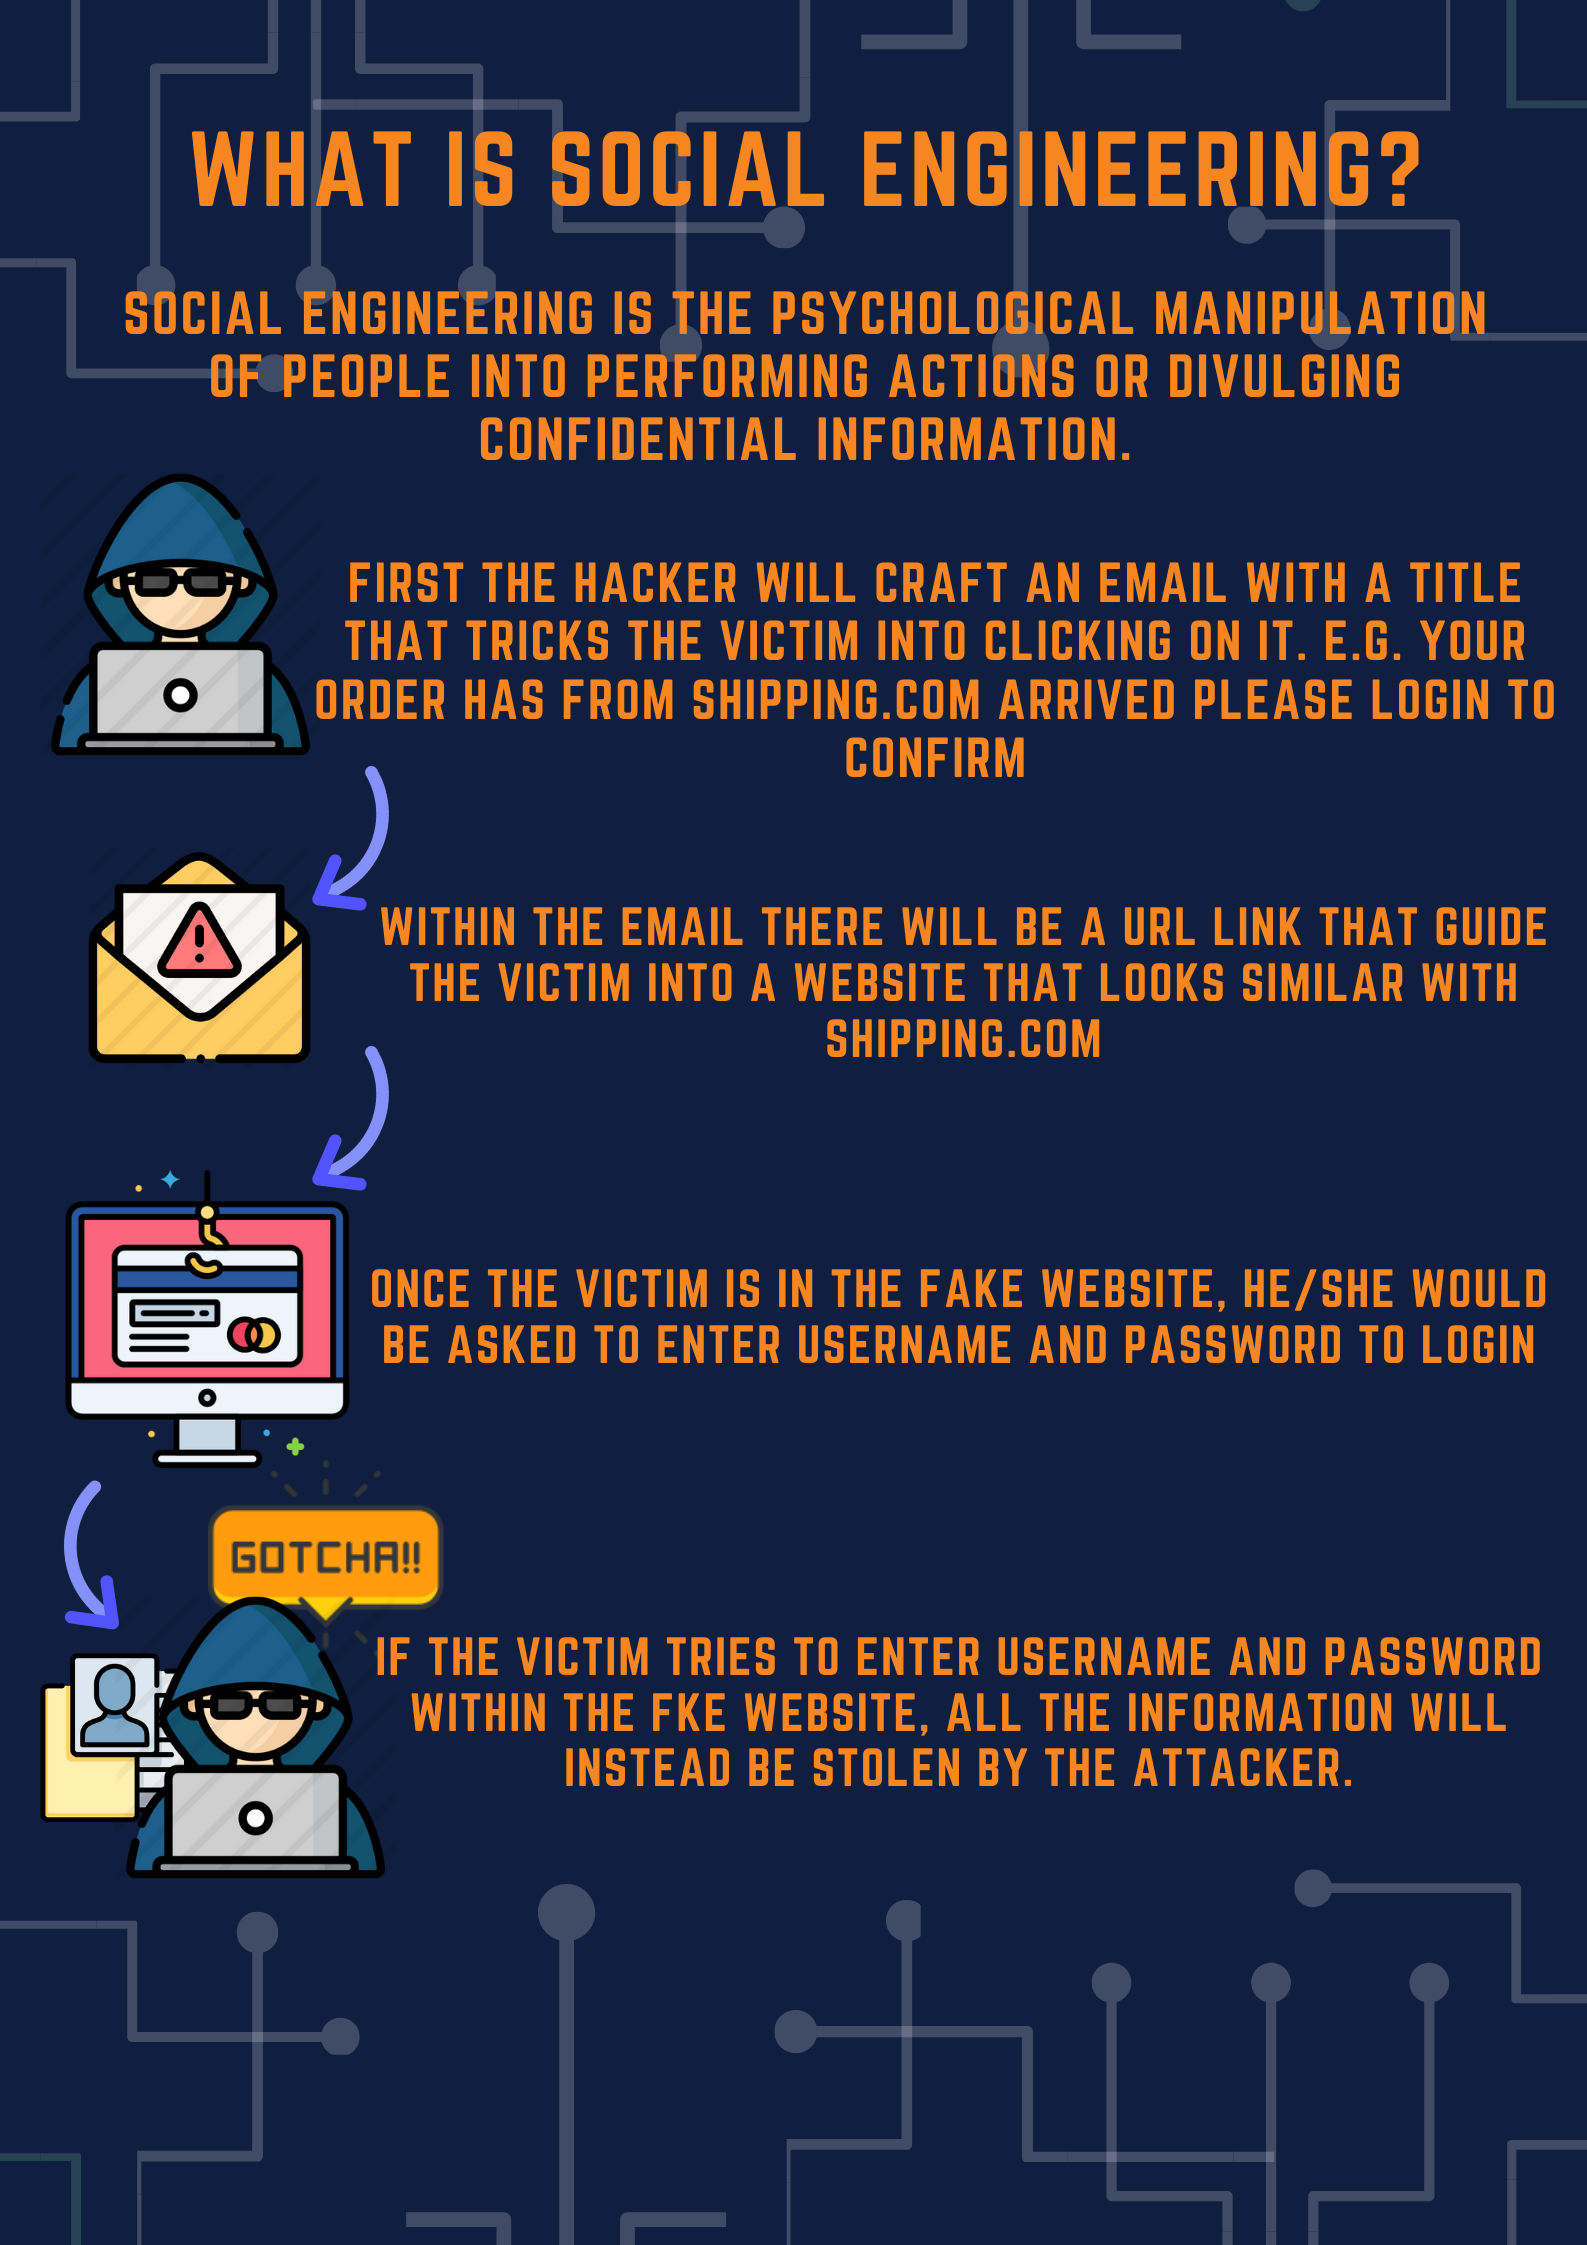 WHAT IS SOCIAL ENGINEERING?
SOCIAL ENGINEERING IS THE PSYCHOLOGICAL MANIPULATION
OF PEOPLE INTO PERFORMING ACTIONS OR DIVULGING
CONFIDENTIAL INFORMATION.
FIRST THE HACKER WILL CRAFT AN EMAIL WITH A TITLE
THAT TRICKS THE VICTIM INTO CLICKING ON IT. E.G. YOUR
ORDER HAS FROM SHIPPING.COM ARRIVED PLEASE LOGIN TO
CONFIRM
WITHIN THE EMAIL THERE WILL BE A URL LINK THAT GUIDE
THE VICTIM INTO A WEBSITE THAT LOOKS SIMILAR WITH
SHIPPING.COM
ONCE THE VICTIM IS IN THE FAKE WEBSITE, HE/SHE WOULD
BE ASKED TO ENTER USERNAME AND PASSWORD TO LOGIN
GOTCHA!!
IF THE VICTIM TRIES TO ENTER USERNAME AND PASSWORD
WITHIN THE FKE WEBSITE, ALL THE INFORMATION WILL
INSTEAD BE STOLEN BY THE ATTACKER.